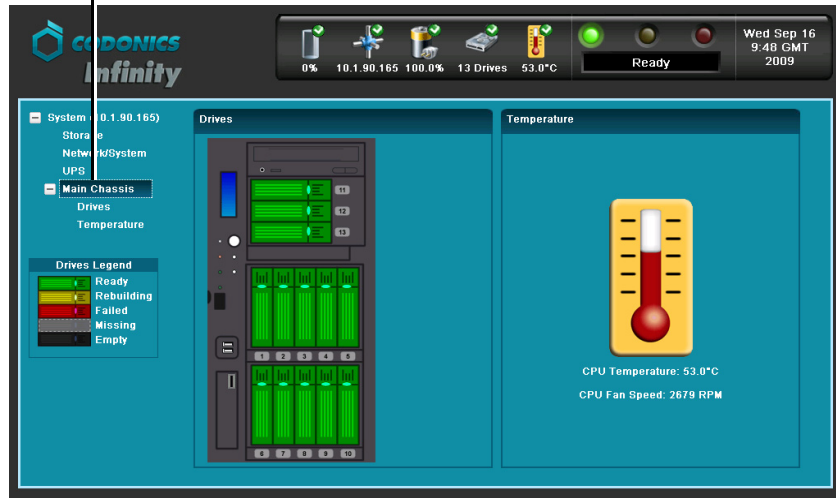 CODONICS
Infinity
0%
10.1.90.165
100.0%
13 Drives
53.0°C
Ready
Wed Sep 16
9:48 GMT
2009
System (10.1.90.165)
Storage
Network/System
UPS
Main Chassis
Drives
Temperature
Drives Legend
Ready
Rebuilding
Failed
Missing
Empty
Drives
11
12
13
1 2 3 4 5
6 7 8 9 10
Temperature
CPU Temperature: 53.0°C
CPU Fan Speed: 2679 RPM